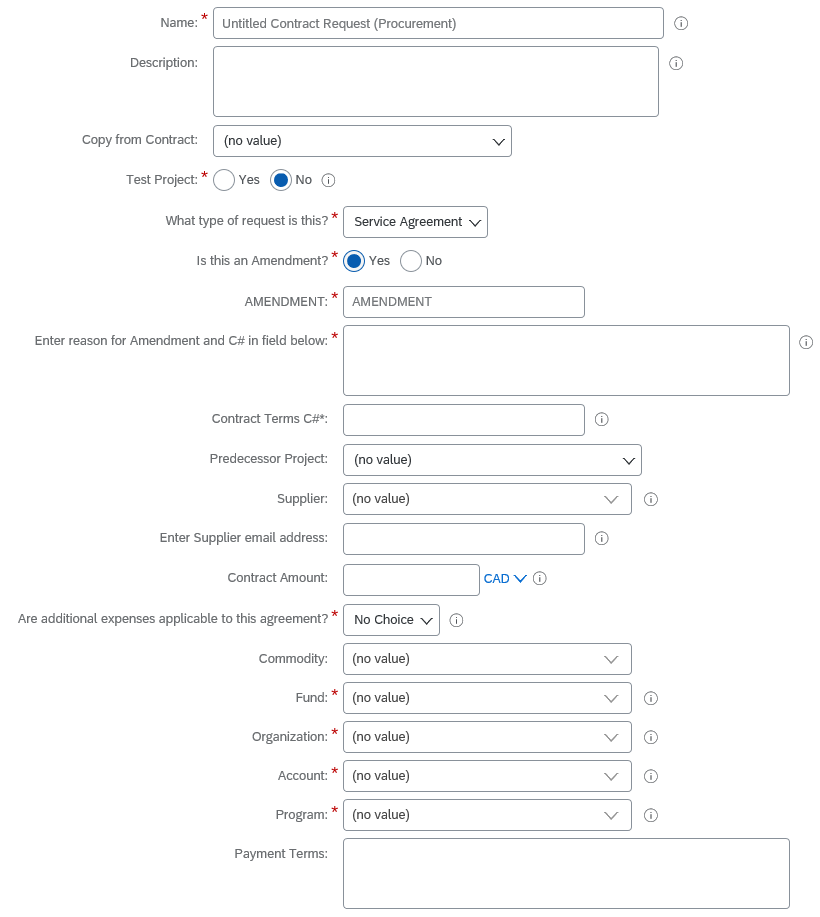 Name: * Untitled Contract Request (Procurement)
Description:
Copy from Contract: (no value)
Test Project: * Yes No
What type of request is this? * Service Agreement
Is this an Amendment? * Yes No
AMENDMENT: * AMENDMENT
Enter reason for Amendment and C# in field below: *
Contract Terms C#*:
Predecessor Project: (no value)
Supplier: (no value)
Enter Supplier email address:
Contract Amount: CAD
Are additional expenses applicable to this agreement? * No Choice
Commodity: (no value)
Fund: * (no value)
Organization: * (no value)
Account: * (no value)
Program: * (no value)
Payment Terms: